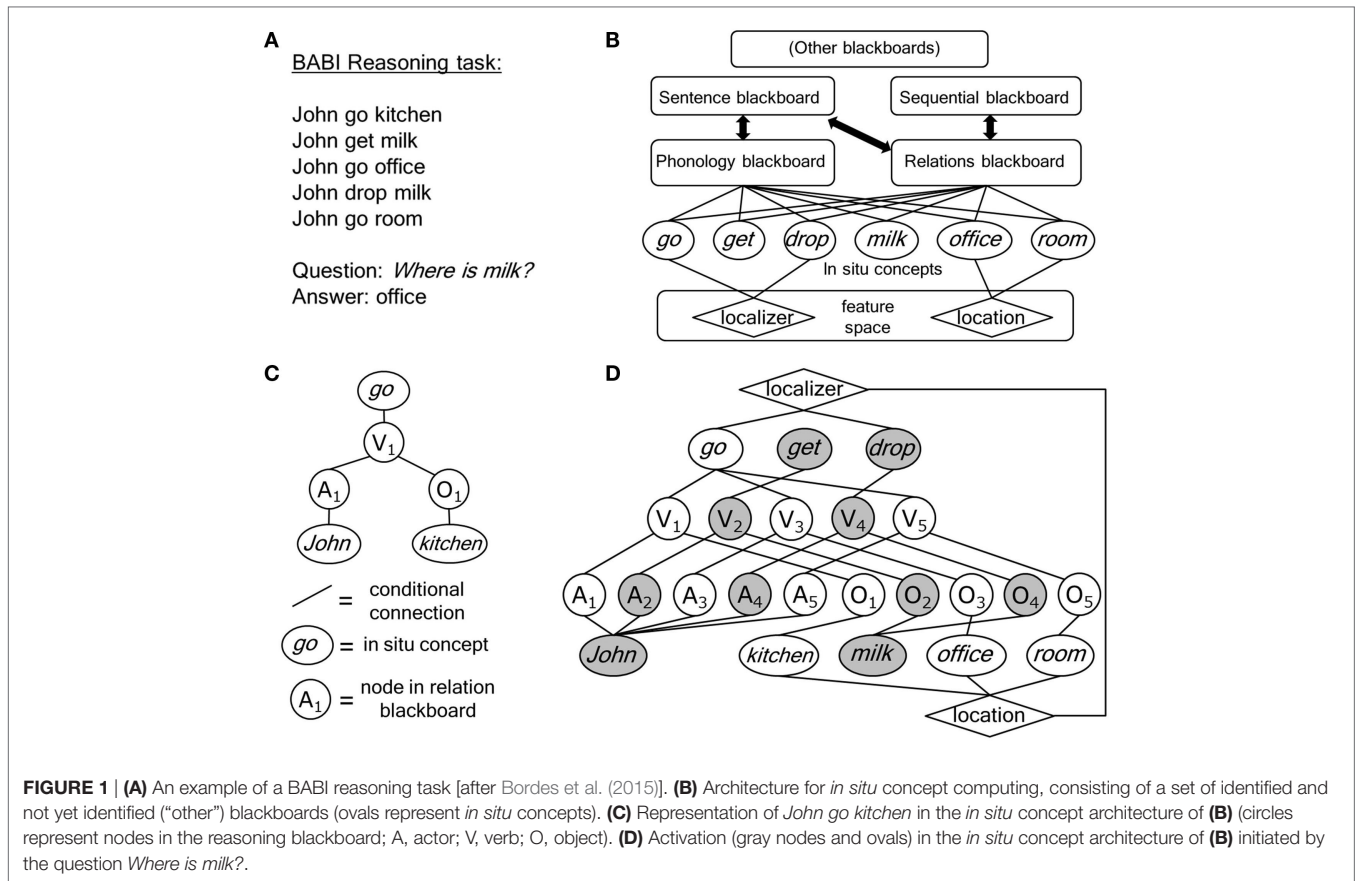 A
BABI Reasoning task:
John go kitchen
John get milk
John go office
John drop milk
John go room
Question: Where is milk?
Answer: office
B
(Other blackboards)
Sentence blackboard
Sequential blackboard
Phonology blackboard
Relations blackboard
go get drop milk office room
In situ concepts
localizer
feature
space
location
C
go
V1
A1 O1
John kitchen
= conditional
connection
go = in situ concept
A1 = node in relation
blackboard
D
localizer
go get drop
V1 V2 V3 V4 V5
A1 A2 A3 A4 A5 O1 O2 O3 O4 O5
John kitchen milk office room
location
FIGURE 1 | (A) An example of a BABI reasoning task [after Bordes et al. (2015)]. (B) Architecture for in situ concept computing, consisting of a set of identified and
not yet identified (“other”) blackboards (ovals represent in situ concepts). (C) Representation of John go kitchen in the in situ concept architecture of (B) (circles
represent nodes in the reasoning blackboard; A, actor; V, verb; O, object). (D) Activation (gray nodes and ovals) in the in situ concept architecture of (B) initiated by
the question Where is milk?.